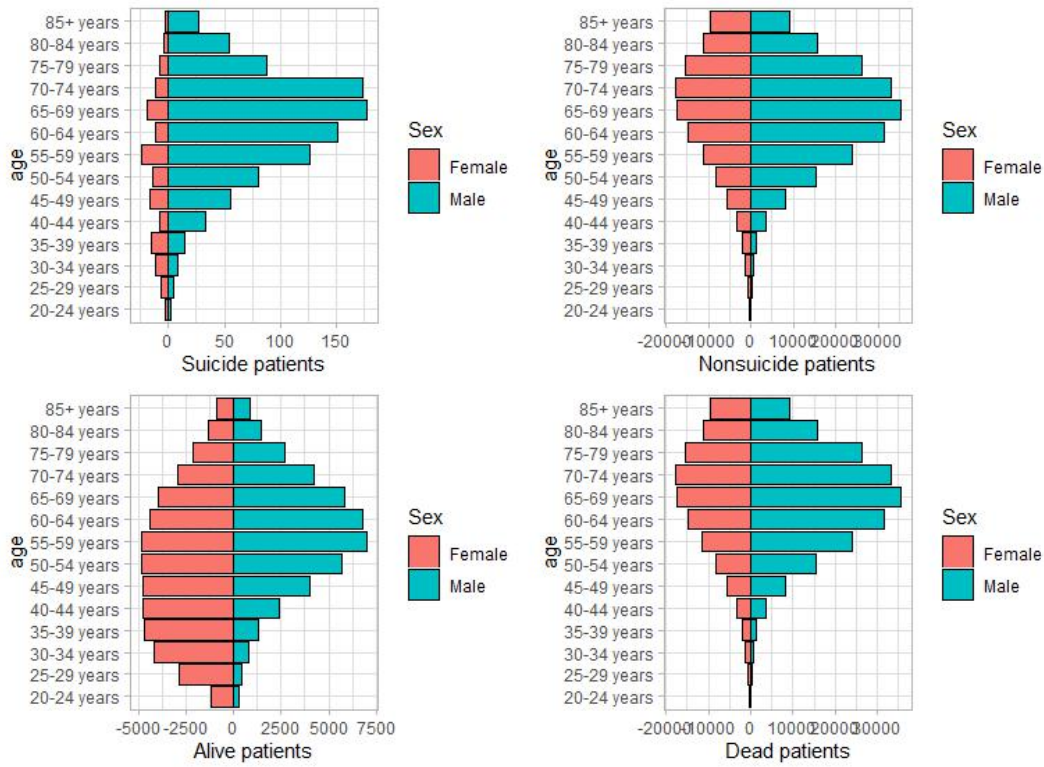 85+ years
80-84 years
75-79 years
70-74 years
65-69 years
60-64 years
55-59 years
50-54 years
45-49 years
40-44 years
35-39 years
30-34 years
25-29 years
20-24 years
age
0 50 100 150
Suicide patients
Sex
Female
Male
85+ years
80-84 years
75-79 years
70-74 years
65-69 years
60-64 years
55-59 years
50-54 years
45-49 years
40-44 years
35-39 years
30-34 years
25-29 years
20-24 years
age
-20000 -10000 0 10000 20000 30000
Nonsuicide patients
Sex
Female
Male
85+ years
80-84 years
75-79 years
70-74 years
65-69 years
60-64 years
55-59 years
50-54 years
45-49 years
40-44 years
35-39 years
30-34 years
25-29 years
20-24 years
age
-5000 -2500 0 2500 5000 7500
Alive patients
Sex
Female
Male
85+ years
80-84 years
75-79 years
70-74 years
65-69 years
60-64 years
55-59 years
50-54 years
45-49 years
40-44 years
35-39 years
30-34 years
25-29 years
20-24 years
age
-20000 -10000 0 10000 20000 30000
Dead patients
Sex
Female
Male